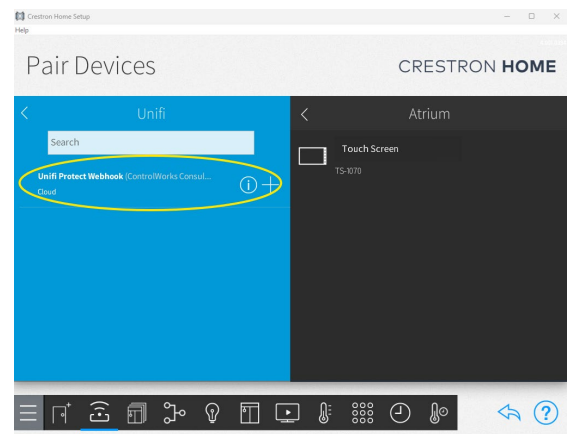 Crestron Home Setup
Help
Pair Devices
CRESTRON HOME
Unifi
Search
Unifi Protect Webhook (ControlWorks Consul...
Cloud
Atrium
Touch Screen
TS-1070